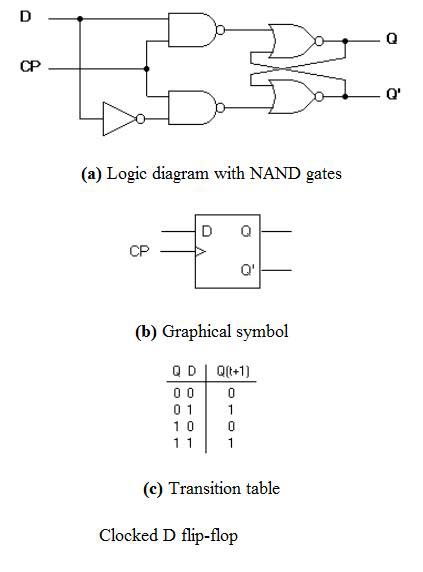 D
Q
CP
Q'
(a) Logic diagram with NAND gates
D Q
CP
Q'
(b) Graphical symbol
Q D Q(t+1)
0 0 0
0 1 1
1 0 0
1 1 1
(c) Transition table
Clocked D flip-flop